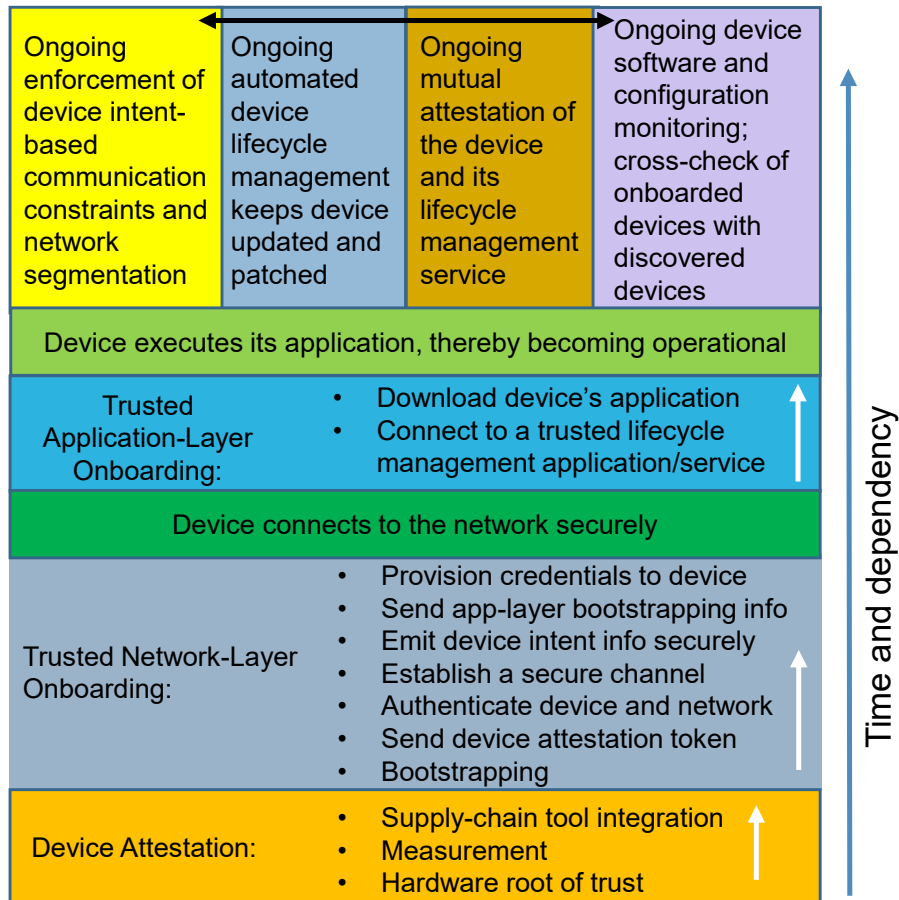 Ongoing
enforcement of
device intent-
based
communication
constraints and
network
segmentation
Ongoing
automated
device
lifecycle
management
keeps device
updated and
patched
Ongoing
mutual
attestation of
the device
and its
lifecycle
management
service
Ongoing device
software and
configuration
monitoring;
cross-check of
onboarded
devices with
discovered
devices
Device executes its application, thereby becoming operational
Trusted
Application-Layer
Onboarding:
• Download device's application
• Connect to a trusted lifecycle
management application/service
Device connects to the network securely
Trusted Network-Layer
Onboarding:
• Provision credentials to device
• Send app-layer bootstrapping info
• Emit device intent info securely
• Establish a secure channel
• Authenticate device and network
• Send device attestation token
• Bootstrapping
Device Attestation:
• Supply-chain tool integration
• Measurement
• Hardware root of trust
Time and dependency